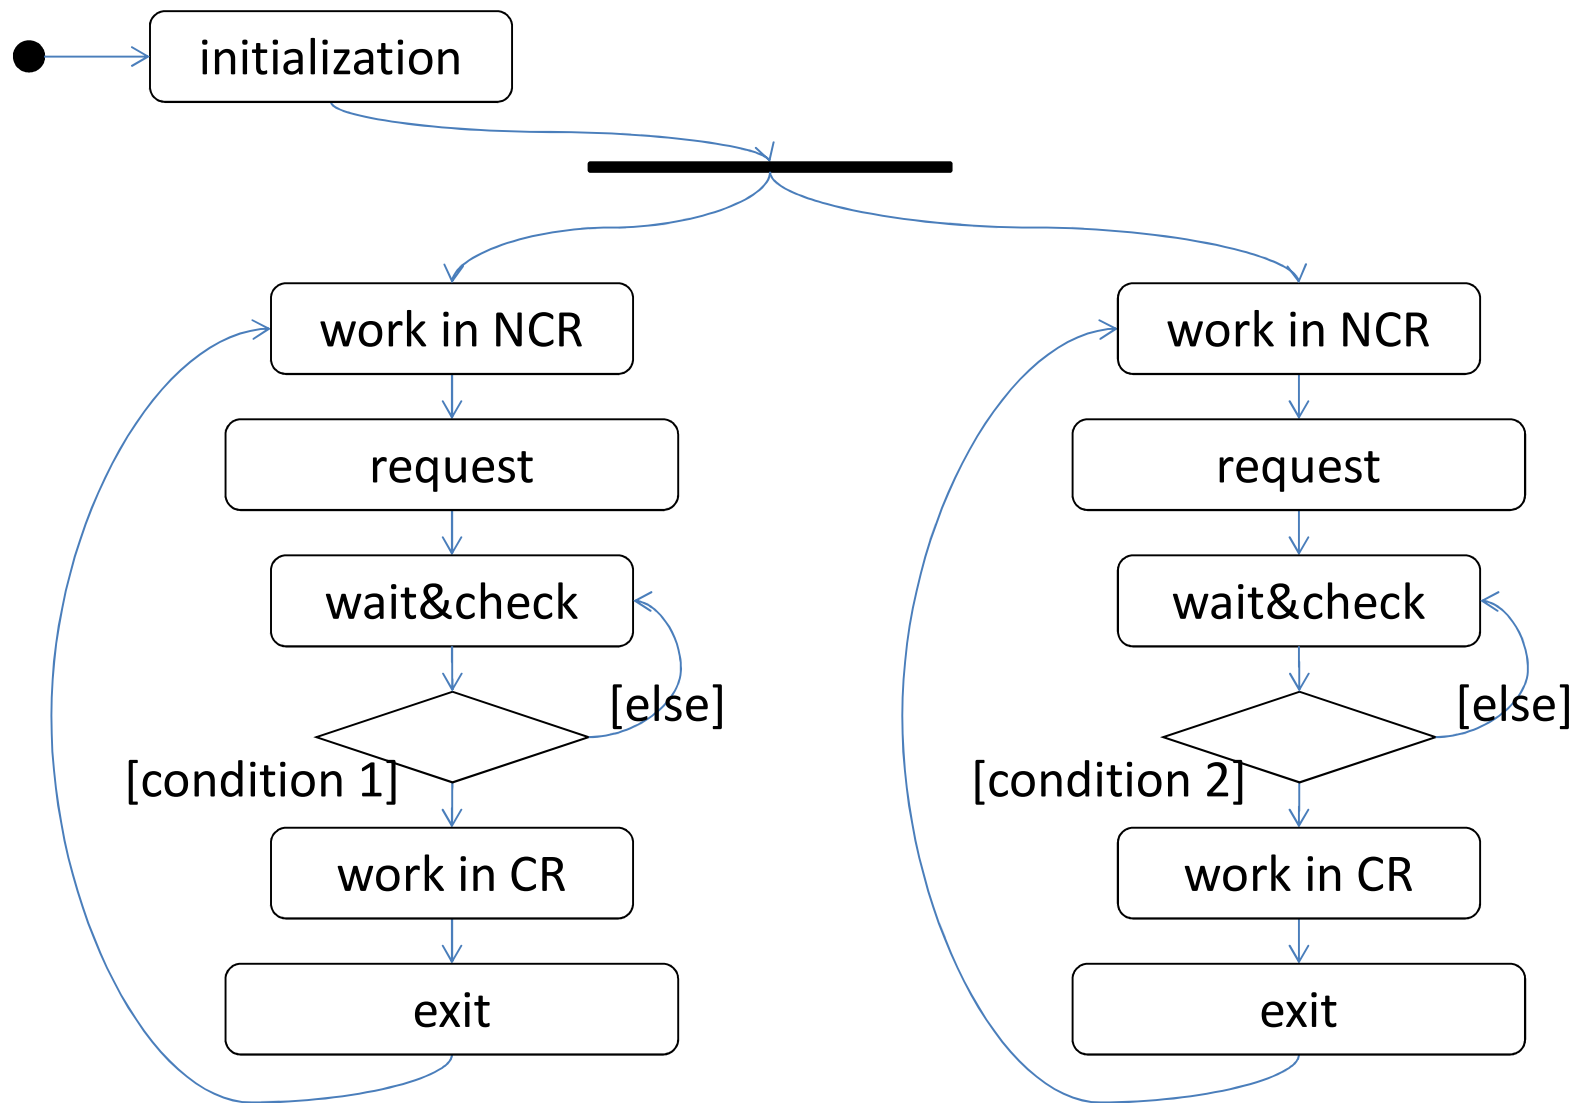 initialization
work in NCR
request
wait&check
[else]
[condition 1]
work in CR
exit
work in NCR
request
wait&check
[else]
[condition 2]
work in CR
exit